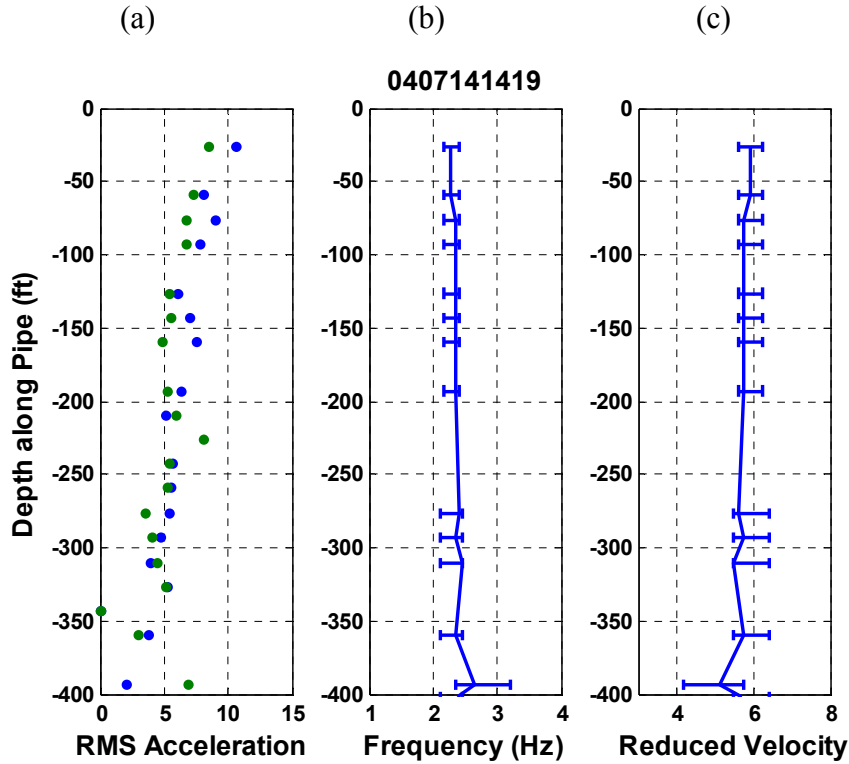 (a) (b) (c)
0407141419
0 0 0
-50 -50 -50
-100 -100 -100
-150 -150 -150
-200 -200 -200
-250 -250 -250
-300 -300 -300
-350 -350 -350
-400 -400 -400
0 5 10 15 1 2 3 4 4 6 8
Depth along Pipe (ft)
RMS Acceleration Frequency (Hz) Reduced Velocity